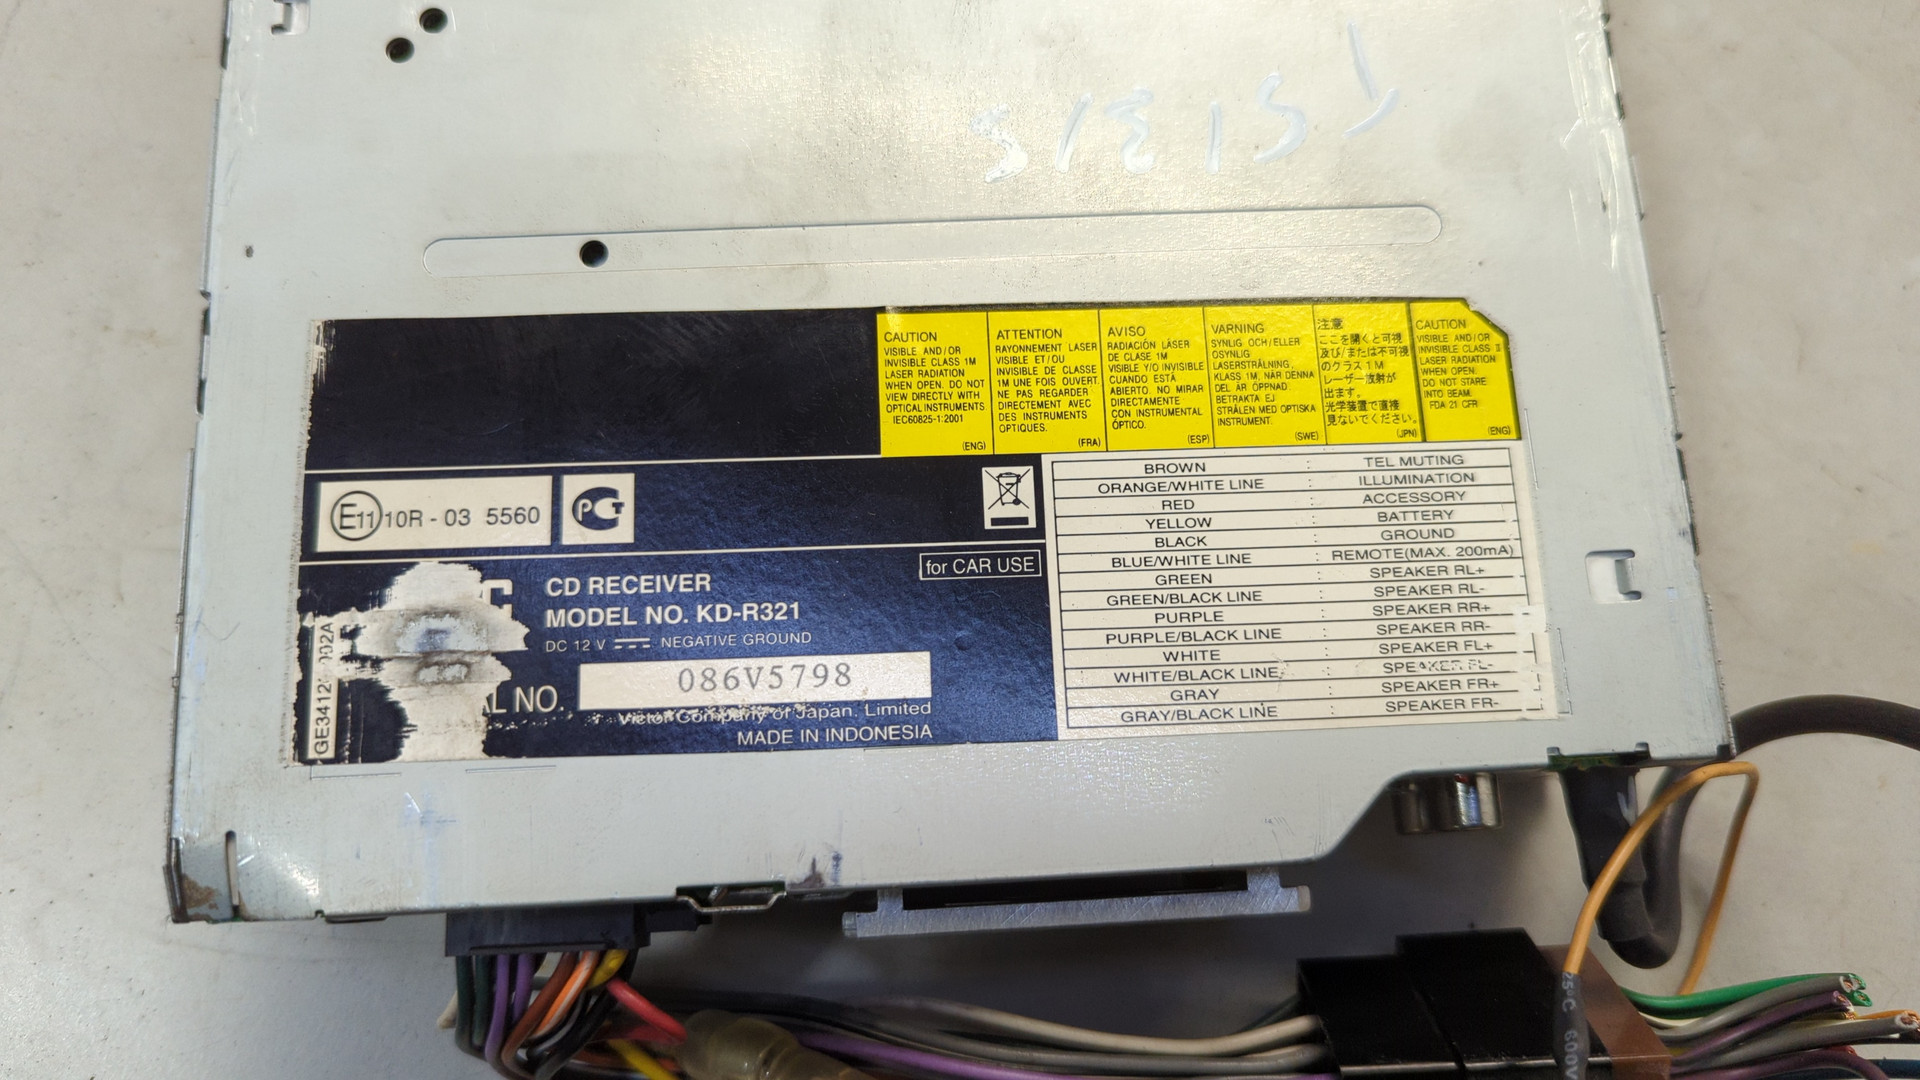 CAUTION
VISIBLE AND/OR
INVISIBLE CLASS 1M
LASER RADIATION
WHEN OPEN. DO NOT
VIEW DIRECTLY WITH
OPTICAL INSTRUMENTS
IEC60825-1:2001
(ENG)
ATTENTION
RAYONNEMENT LASER
VISIBLE ET/OU
INVISIBLE DE CLASSE
1M UNE FOIS OUVERT.
NE PAS REGARDER
DIRECTEMENT AVEC
DES INSTRUMENTS
OPTIQUES.
(FRA)
AVISO
RADIACIÓN LÁSER
DE CLASE 1M
VISIBLE Y/O INVISIBLE
CUANDO ESTÁ
ABIERTO. NO MIRAR
DIRECTAMENTE
CON INSTRUMENTAL
ÓPTICO.
(ESP)
VARNING
SYNLIG OCH/ELLER
OSYNLIG
LASERSTRÅLNING,
KLASS 1M, NÄR DENNA
DEL ÄR ÖPPNAD.
BETRAKTA EJ
STRÅLEN MED OPTISKA
INSTRUMENT.
(SWE)
注意
ここを開くと可視
及び/または不可視
のクラス1M
レーザー放射が
出ます。
光学装置で直接
見ないでください。
(JPN)
CAUTION
VISIBLE AND/OR
INVISIBLE CLASS II
LASER RADIATION
WHEN OPEN.
DO NOT STARE
INTO BEAM.
FDA 21 CFR
(ENG)
E11 10R - 03 5560
PCT
for CAR USE
C CD RECEIVER
MODEL NO. KD-R321
DC 12 V NEGATIVE GROUND
AL NO. 086V5798
Victor Company of Japan, Limited
MADE IN INDONESIA
BROWN : TEL MUTING
ORANGE/WHITE LINE : ILLUMINATION
RED : ACCESSORY
YELLOW : BATTERY
BLACK : GROUND
BLUE/WHITE LINE : REMOTE(MAX. 200mA)
GREEN : SPEAKER RL+
GREEN/BLACK LINE : SPEAKER RL-
PURPLE : SPEAKER RR+
PURPLE/BLACK LINE : SPEAKER RR-
WHITE : SPEAKER FL+
WHITE/BLACK LINE : SPEAKER FL-
GRAY : SPEAKER FR+
GRAY/BLACK LINE : SPEAKER FR-
600V